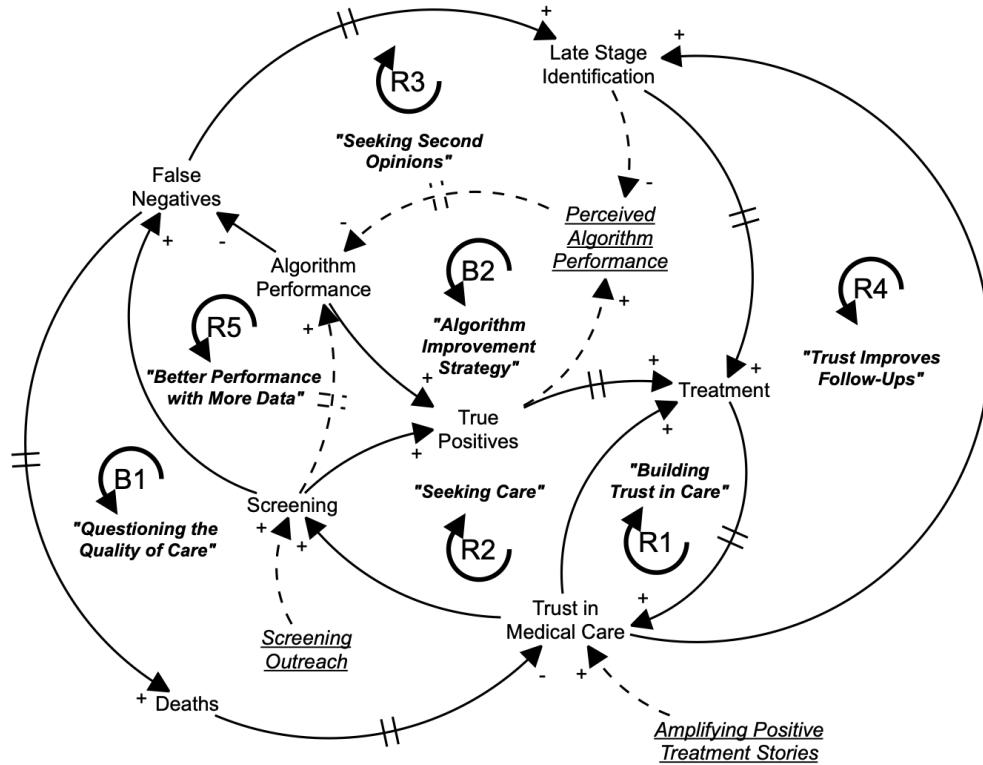 Late Stage
Identification
R3
"Seeking Second
Opinions"
False
Negatives
Perceived
Algorithm
Performance
Algorithm
Performance
B2
"Algorithm
Improvement
Strategy"
R4
"Trust Improves
Follow-Ups"
R5
"Better Performance
with More Data"
Treatment
True
Positives
B1
"Questioning the
Quality of Care"
Screening
"Seeking Care"
R2
"Building
Trust in Care"
R1
Trust in
Medical Care
Screening
Outreach
Deaths
Amplifying Positive
Treatment Stories